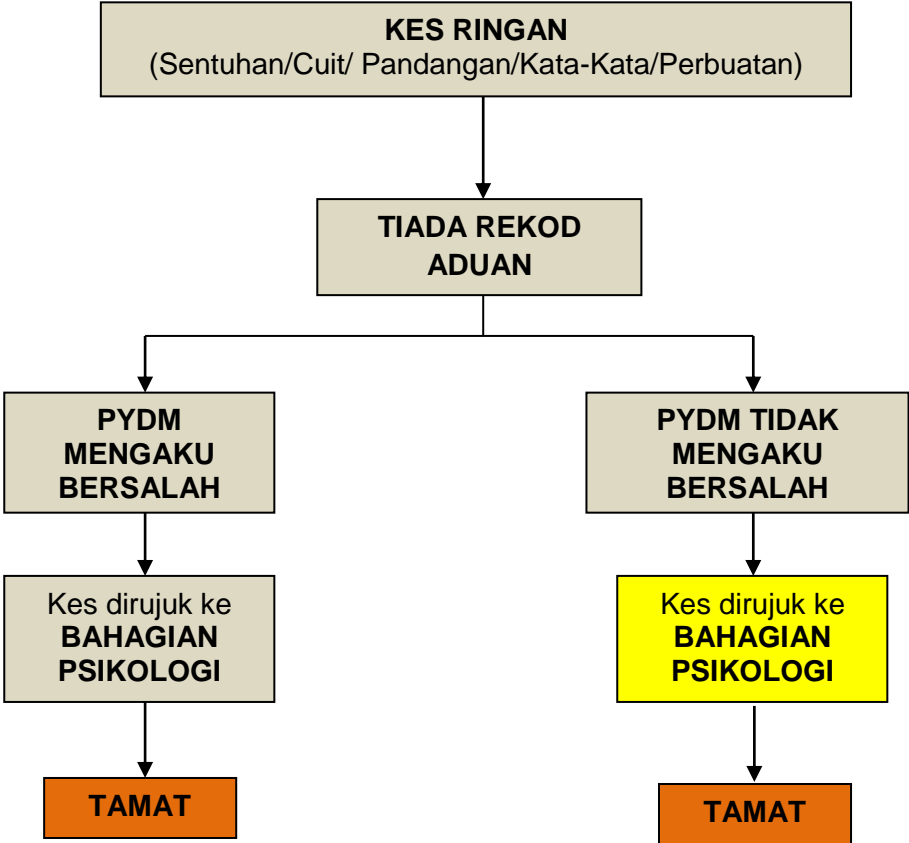 KES RINGAN
(Sentuhan/Cuit/ Pandangan/Kata-Kata/Perbuatan)
TIADA REKOD
ADUAN
PYDM
MENGAKU
BERSALAH
PYDM TIDAK
MENGAKU
BERSALAH
Kes dirujuk ke
BAHAGIAN
PSIKOLOGI
Kes dirujuk ke
BAHAGIAN
PSIKOLOGI
TAMAT
TAMAT